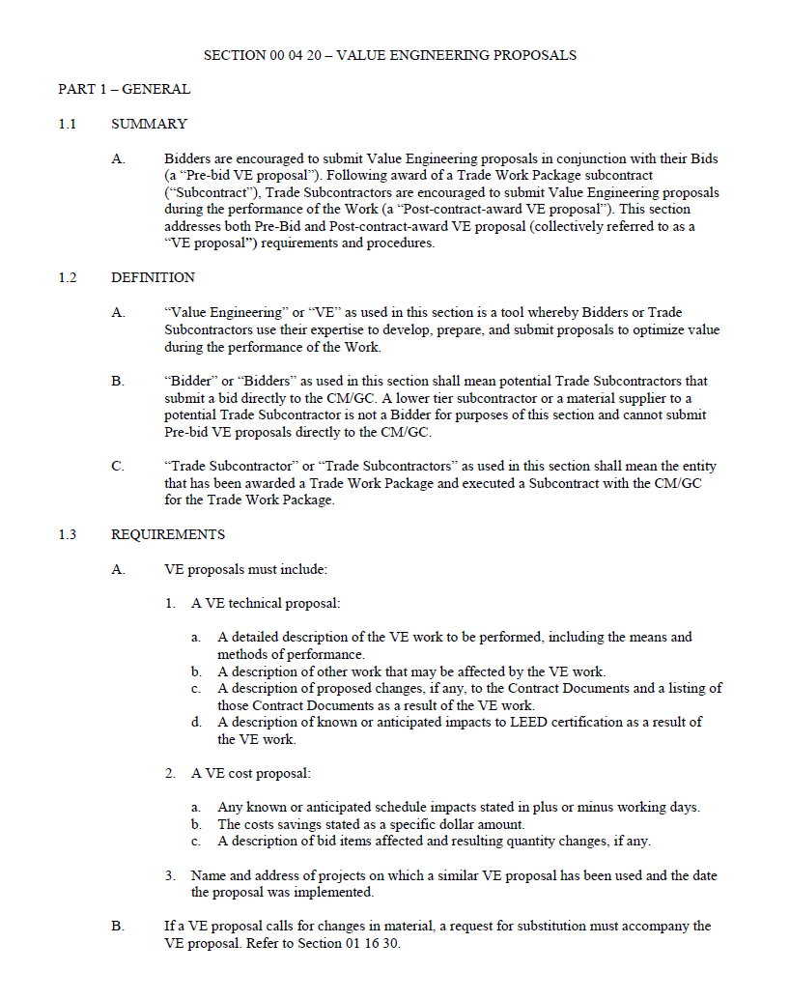 SECTION 00 04 20 – VALUE ENGINEERING PROPOSALS
PART 1 – GENERAL
1.1 SUMMARY
A. Bidders are encouraged to submit Value Engineering proposals in conjunction with their Bids
(a “Pre-bid VE proposal”). Following award of a Trade Work Package subcontract
(“Subcontract”), Trade Subcontractors are encouraged to submit Value Engineering proposals
during the performance of the Work (a “Post-contract-award VE proposal”). This section
addresses both Pre-Bid and Post-contract-award VE proposal (collectively referred to as a
“VE proposal”) requirements and procedures.
1.2 DEFINITION
A. “Value Engineering” or “VE” as used in this section is a tool whereby Bidders or Trade
Subcontractors use their expertise to develop, prepare, and submit proposals to optimize value
during the performance of the Work.
B. “Bidder” or “Bidders” as used in this section shall mean potential Trade Subcontractors that
submit a bid directly to the CM/GC. A lower tier subcontractor or a material supplier to a
potential Trade Subcontractor is not a Bidder for purposes of this section and cannot submit
Pre-bid VE proposals directly to the CM/GC.
C. “Trade Subcontractor” or “Trade Subcontractors” as used in this section shall mean the entity
that has been awarded a Trade Work Package and executed a Subcontract with the CM/GC
for the Trade Work Package.
1.3 REQUIREMENTS
A. VE proposals must include:
1. A VE technical proposal:
a. A detailed description of the VE work to be performed, including the means and
methods of performance.
b. A description of other work that may be affected by the VE work.
c. A description of proposed changes, if any, to the Contract Documents and a listing of
those Contract Documents as a result of the VE work.
d. A description of known or anticipated impacts to LEED certification as a result of
the VE work.
2. A VE cost proposal:
a. Any known or anticipated schedule impacts stated in plus or minus working days.
b. The costs savings stated as a specific dollar amount.
c. A description of bid items affected and resulting quantity changes, if any.
3. Name and address of projects on which a similar VE proposal has been used and the date
the proposal was implemented.
B. If a VE proposal calls for changes in material, a request for substitution must accompany the
VE proposal. Refer to Section 01 16 30.